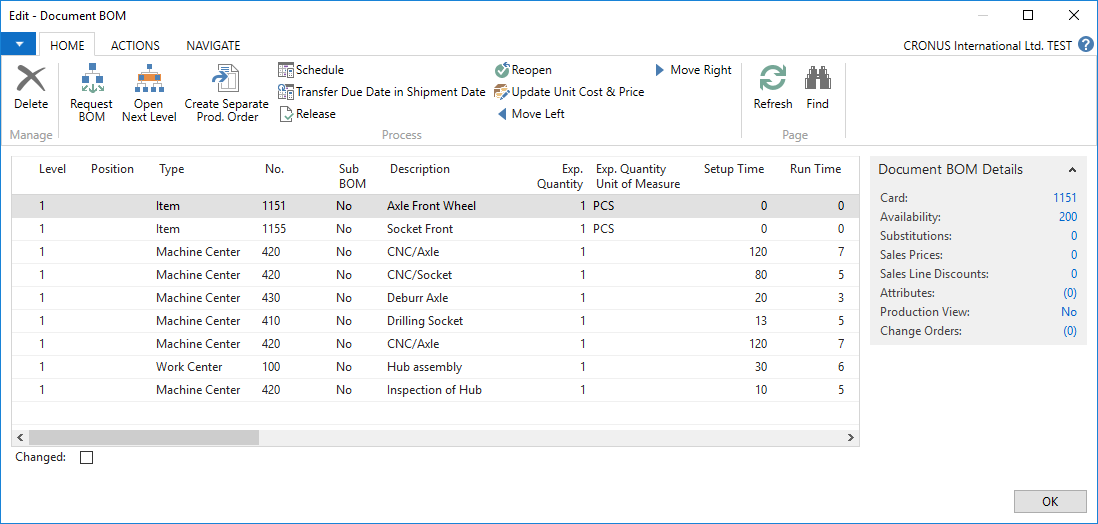 Edit - Document BOM
HOME ACTIONS NAVIGATE CRONUS International Ltd. TEST ?
Delete
Request BOM
Open Next Level
Create Separate Prod. Order
Schedule
Transfer Due Date in Shipment Date
Release
Reopen
Update Unit Cost & Price
Move Left
Move Right
Refresh
Find
Manage Process Page
Level Position Type No. Sub BOM Description Exp. Quantity Exp. Quantity Unit of Measure Setup Time Run Time
1 Item 1151 No Axle Front Wheel 1 PCS 0 0
1 Item 1155 No Socket Front 1 PCS 0 0
1 Machine Center 420 No CNC/Axle 1 120 7
1 Machine Center 420 No CNC/Socket 1 80 5
1 Machine Center 430 No Deburr Axle 1 20 3
1 Machine Center 410 No Drilling Socket 1 13 5
1 Machine Center 420 No CNC/Axle 1 120 7
1 Work Center 100 No Hub assembly 1 30 6
1 Machine Center 420 No Inspection of Hub 1 10 5
Changed:
Document BOM Details
Card: 1151
Availability: 200
Substitutions: 0
Sales Prices: 0
Sales Line Discounts: 0
Attributes: (0)
Production View: No
Change Orders: (0)
OK